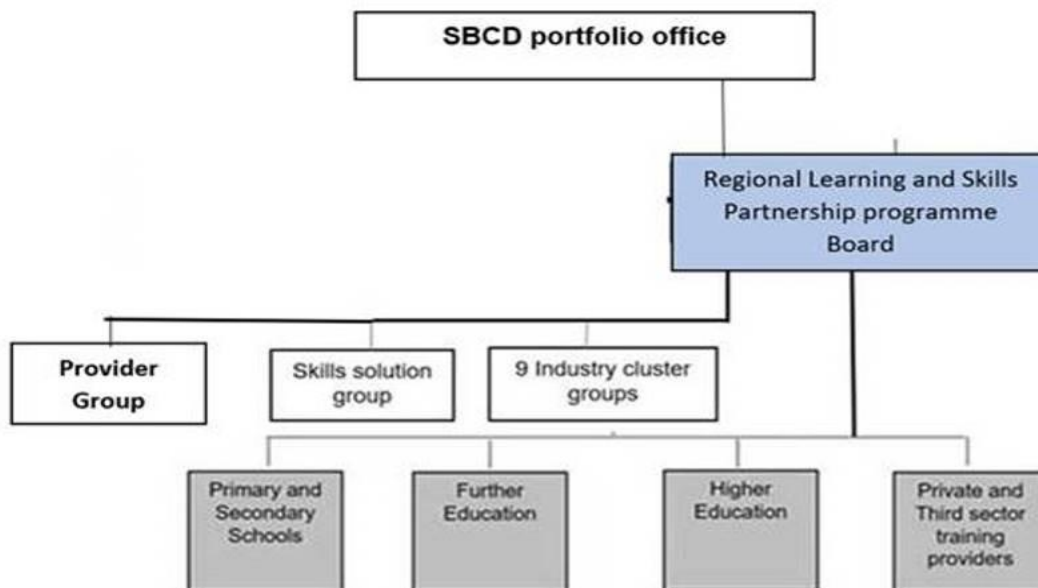 SBCD portfolio office
Regional Learning and Skills
Partnership programme
Board
Provider
Group
Skills solution
group
9 Industry cluster
groups
Primary and
Secondary
Schools
Further
Education
Higher
Education
Private and
Third sector
training
providers